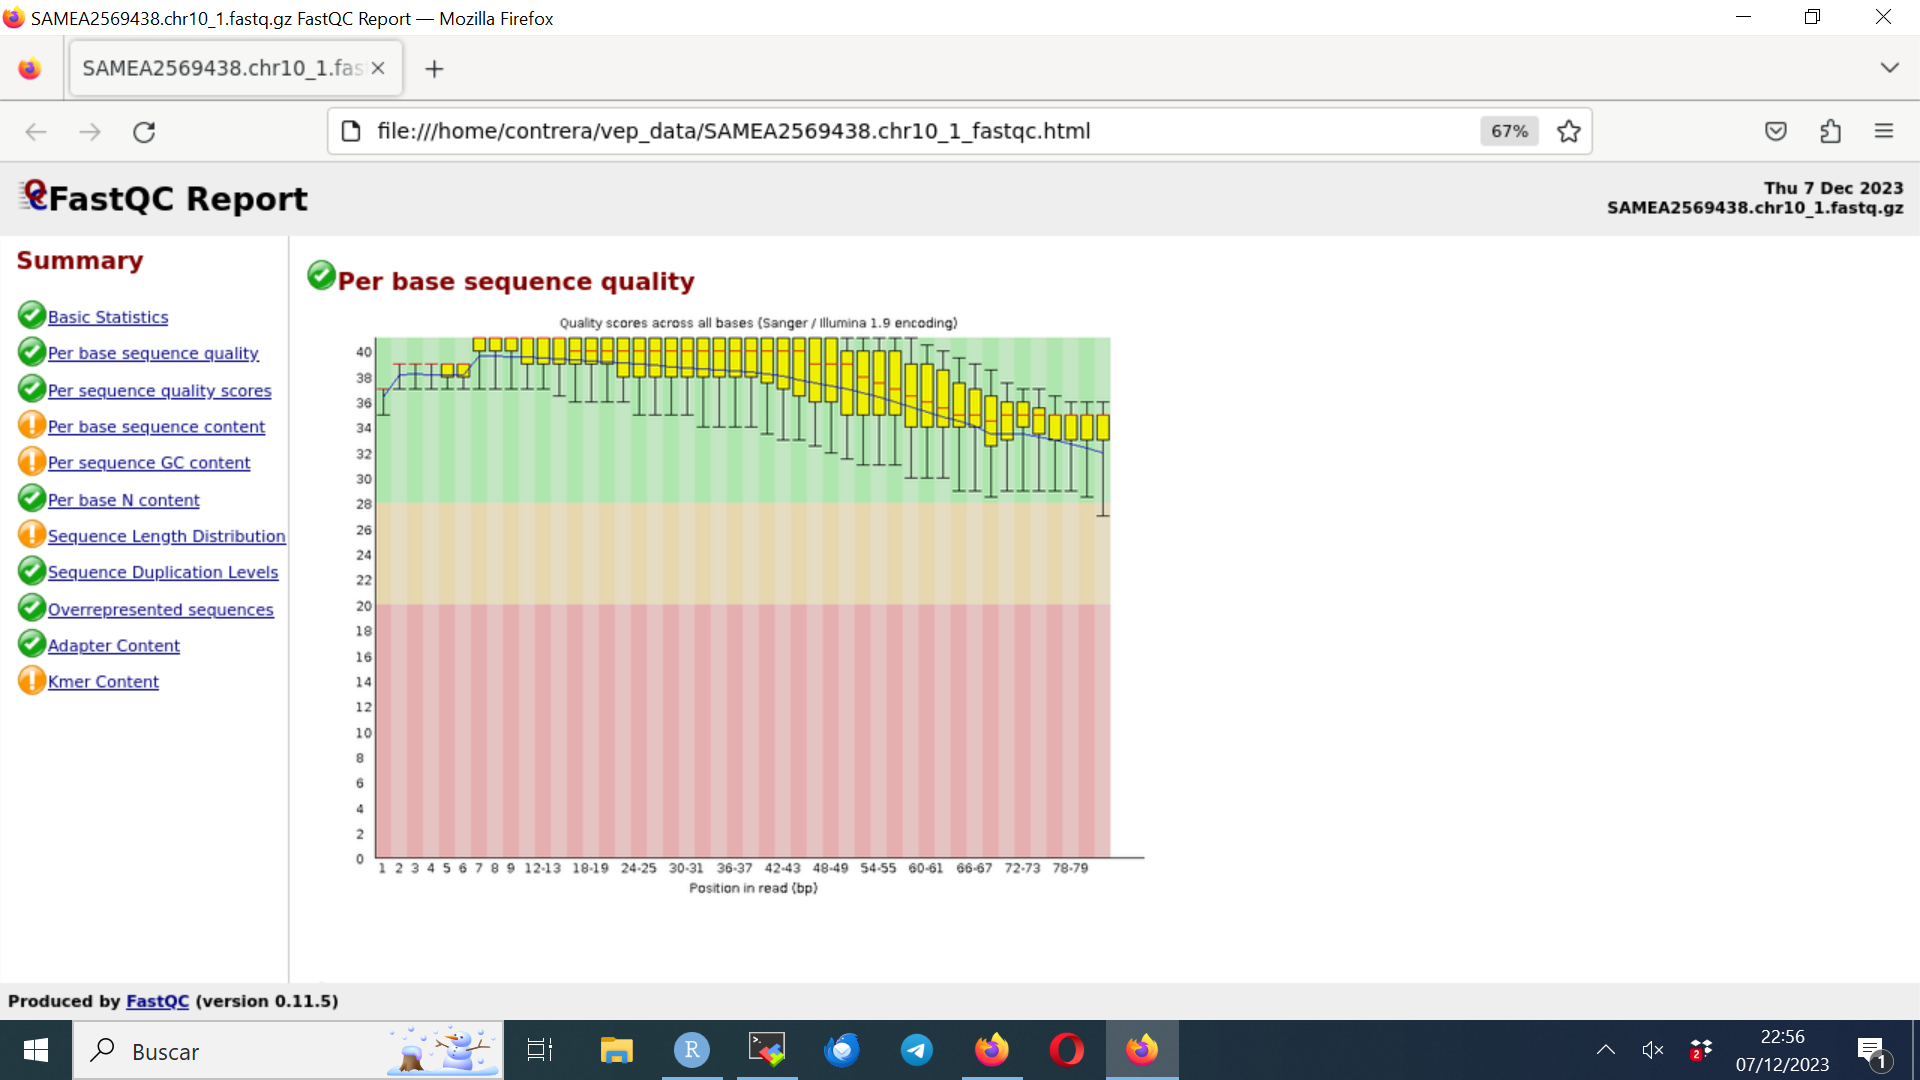 SAMEA2569438.chr10_1.fastq.gz FastQC Report — Mozilla Firefox
SAMEA2569438.chr10_1.fas
file:///home/contrera/vep_data/SAMEA2569438.chr10_1_fastqc.html
67%
FastQC Report
Thu 7 Dec 2023
SAMEA2569438.chr10_1.fastq.gz
Summary
Basic Statistics
Per base sequence quality
Per sequence quality scores
Per base sequence content
Per sequence GC content
Per base N content
Sequence Length Distribution
Sequence Duplication Levels
Overrepresented sequences
Adapter Content
Kmer Content
Per base sequence quality
Quality scores across all bases (Sanger / Illumina 1.9 encoding)
40
38
36
34
32
30
28
26
24
22
20
18
16
14
12
10
8
6
4
2
0
1 2 3 4 5 6 7 8 9 12-13 18-19 24-25 30-31 36-37 42-43 48-49 54-55 60-61 66-67 72-73 78-79
Position in read (bp)
Produced by FastQC (version 0.11.5)
Buscar
R
2
22:56
07/12/2023
1